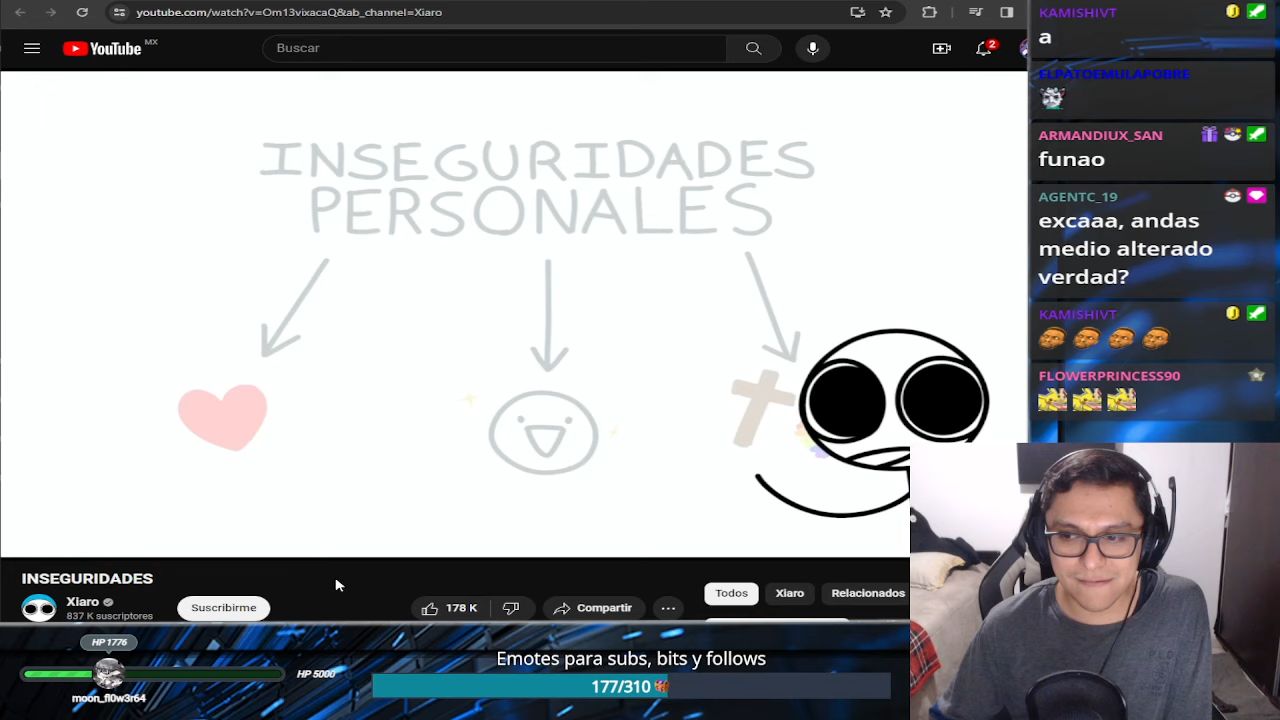 youtube.com/watch?v=Om13vixacaQ&ab_channel=Xiaro
YouTube MX
Buscar
2
INSEGURIDADES
PERSONALES
INSEGURIDADES
Xiaro
837 K suscriptores
Suscribirme
178 K
Compartir
Todos
Xiaro
Relacionados
KAMISHIVT
a
ELPATOEMULAPOBRE
ARMANDIUX_SAN
funao
AGENTC_19
excaaa, andas
medio alterado
verdad?
KAMISHIVT
FLOWERPRINCESS90
HP 1776
HP 5000
moon_fl0w3r64
Emotes para subs, bits y follows
177/310